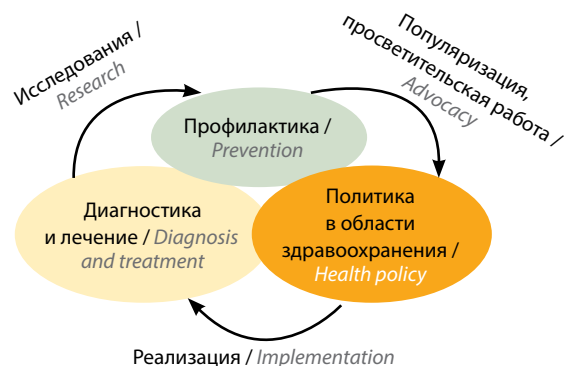 Исследования /
Research
Популяризация,
просветительская работа /
Advocacy
Профилактика /
Prevention
Диагностика
и лечение / Diagnosis
and treatment
Политика
в области
здравоохранения /
Health policy
Реализация / Implementation